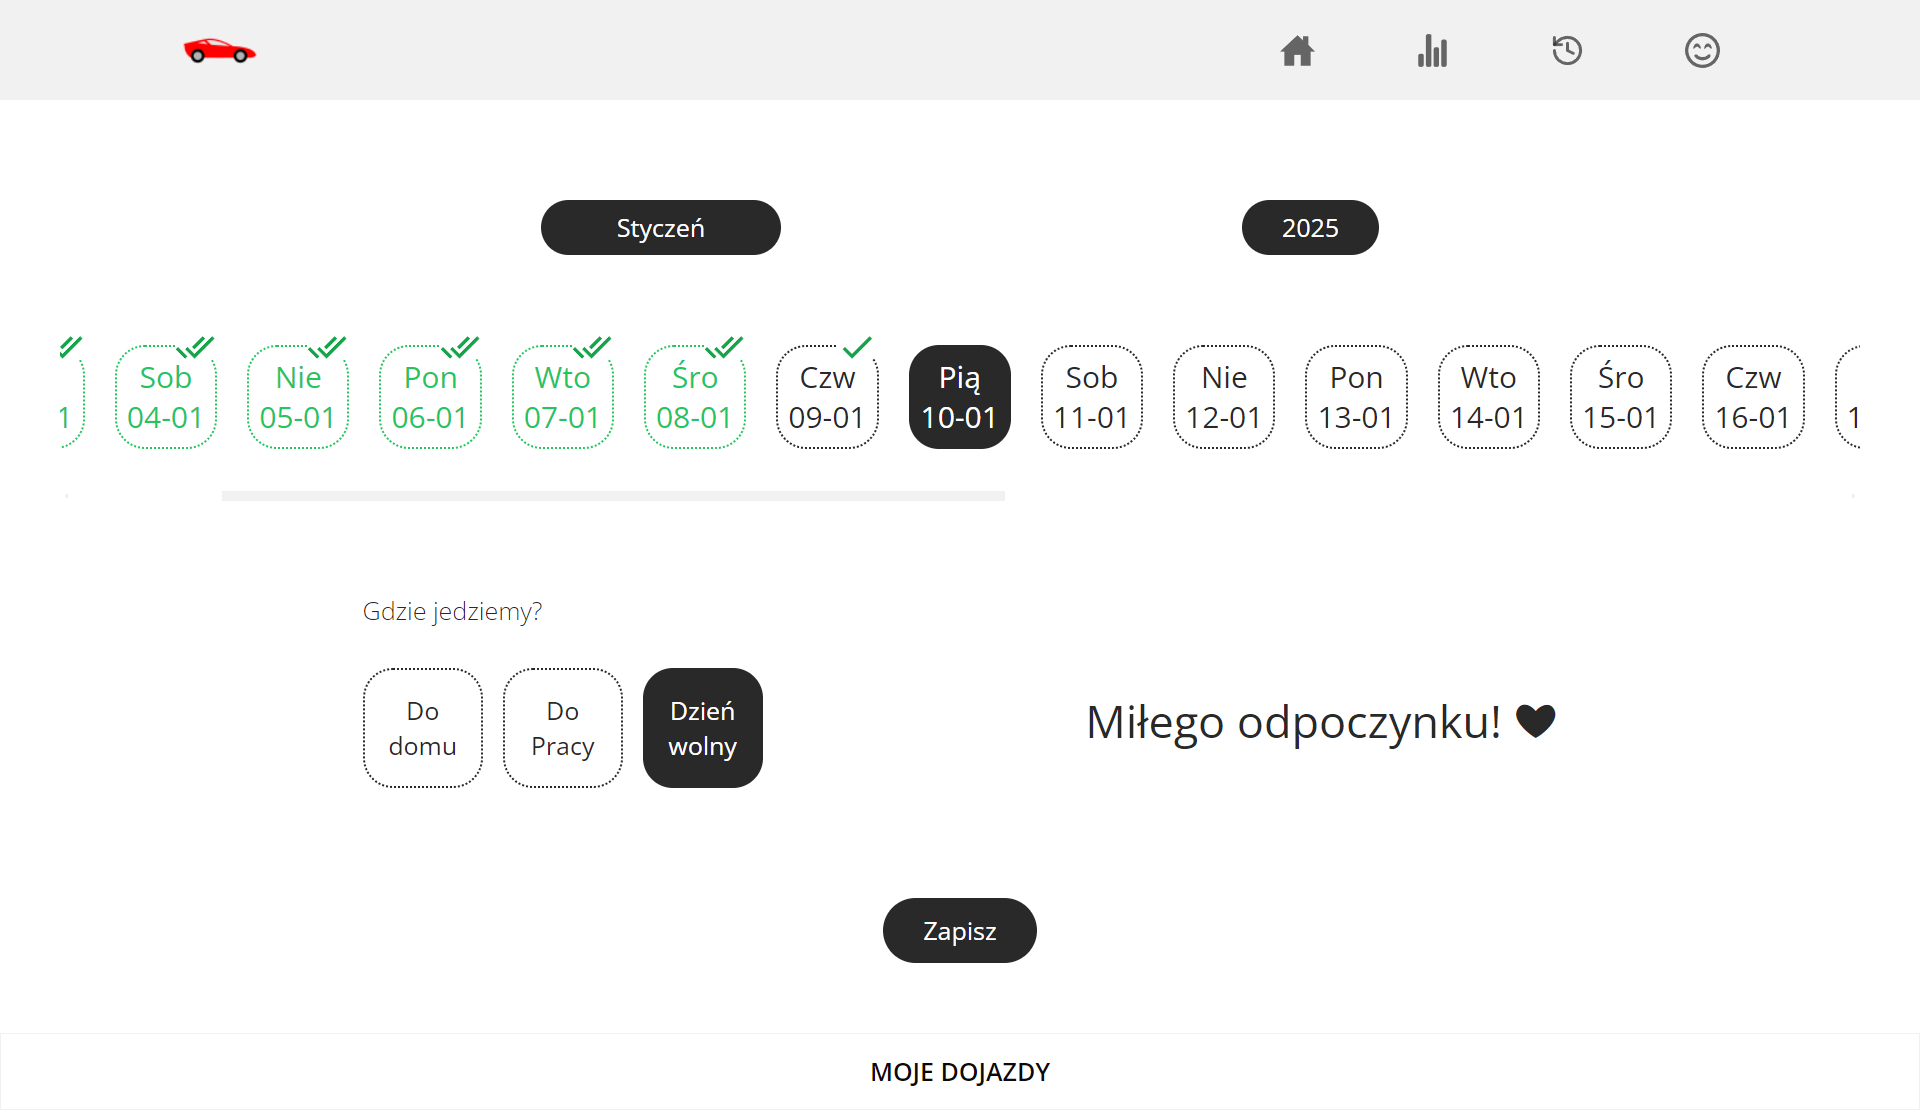 Styczeń 2025
1 Sob Nie Pon Wto Śro Czw Pią Sob Nie Pon Wto Śro Czw
04-01 05-01 06-01 07-01 08-01 09-01 10-01 11-01 12-01 13-01 14-01 15-01 16-01 1
Gdzie jedziemy?
Do domu
Do Pracy
Dzień wolny
Miłego odpoczynku!
Zapisz
MOJE DOJAZDY